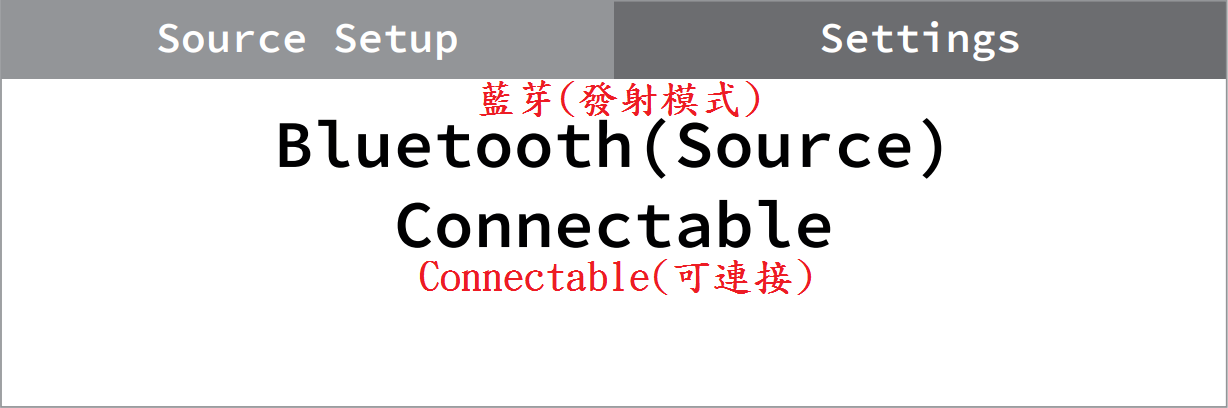 Source Setup Settings
藍芽(發射模式)
Bluetooth(Source)
Connectable
Connectable(可連接)